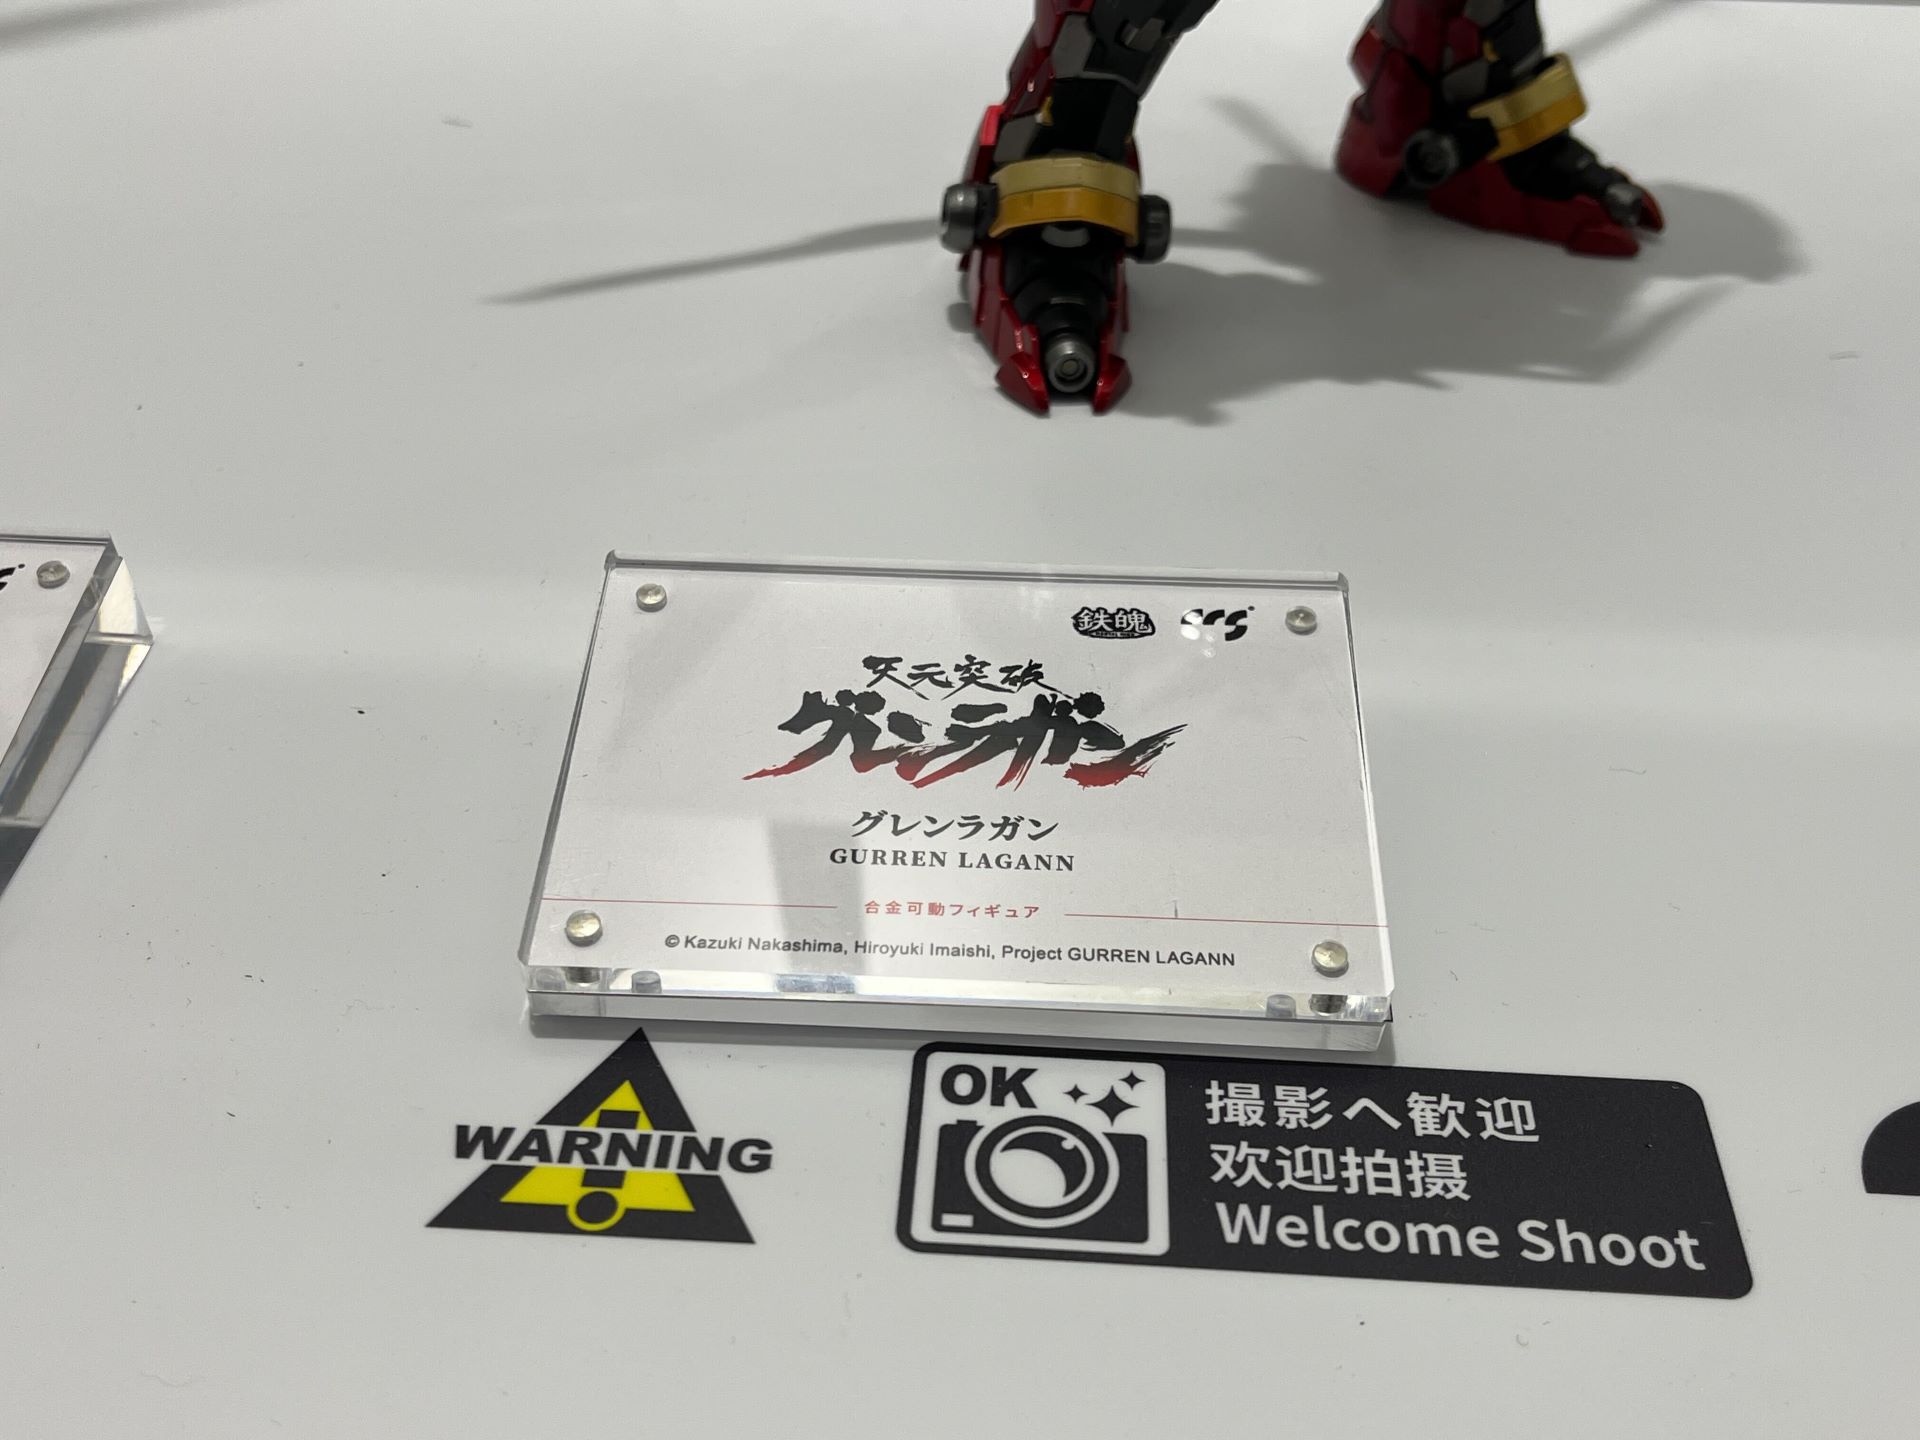 鉄魄
CCS
天元突破
グレンラガン
グレンラガン
GURREN LAGANN
合金可動フィギュア
© Kazuki Nakashima, Hiroyuki Imaishi, Project GURREN LAGANN
WARNING
OK
撮影へ歓迎
欢迎拍摄
Welcome Shoot